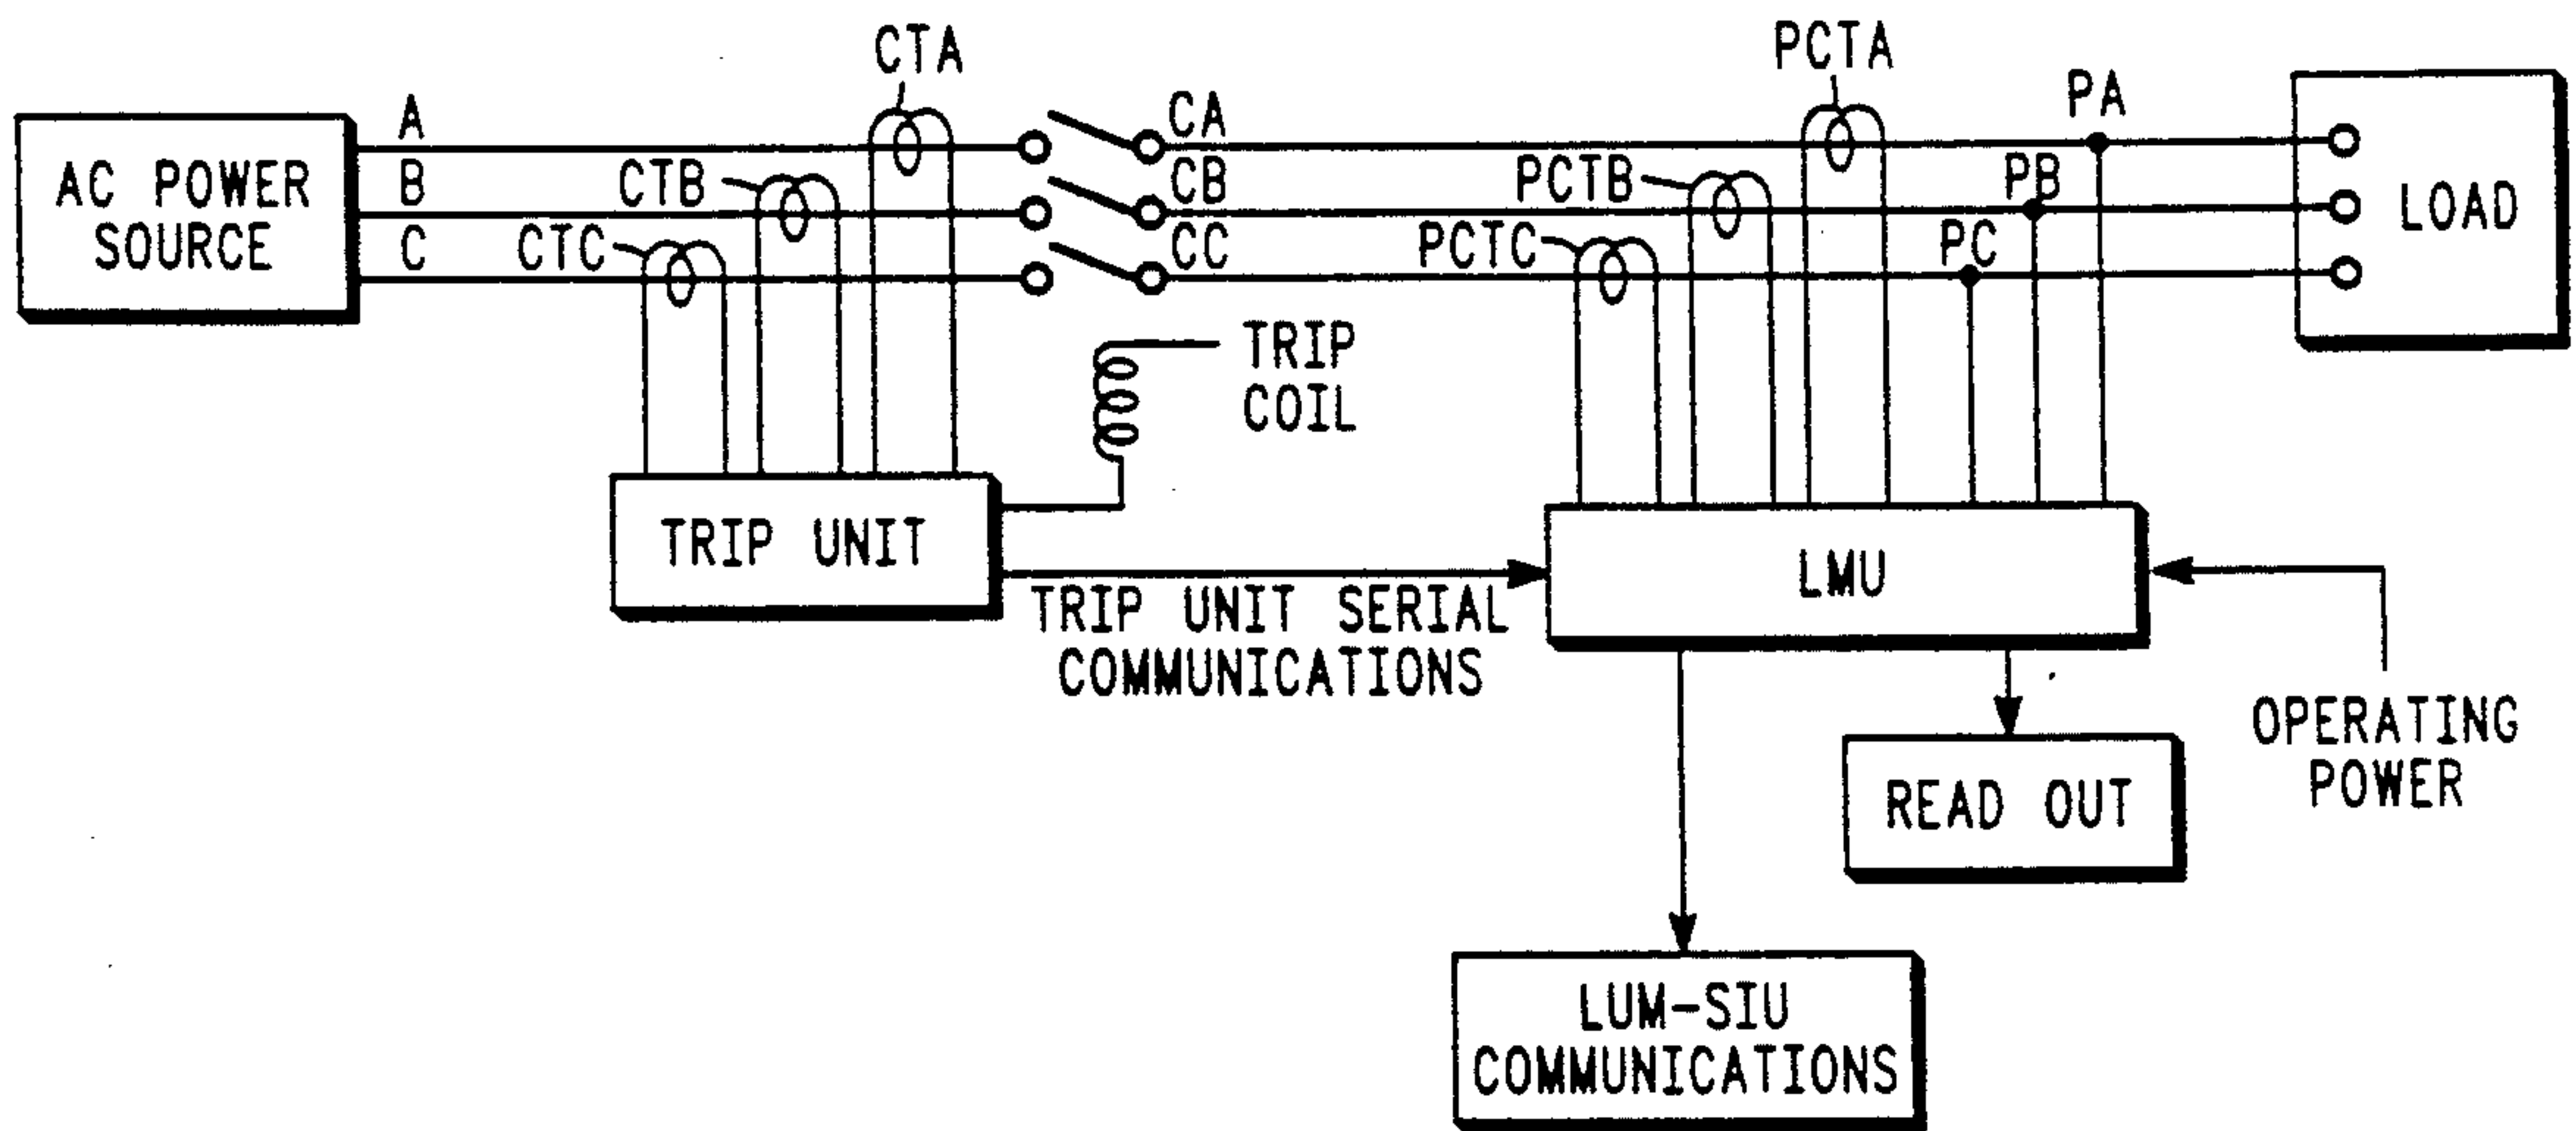 CTA
PCTA
PA
A
CA
AC POWER
SOURCE
B
CTB
CB
PCTB
PB
LOAD
C
CTC
CC
PCTC
PC
TRIP
COIL
TRIP UNIT
LMU
TRIP UNIT SERIAL
COMMUNICATIONS
OPERATING
POWER
READ OUT
LUM-SIU
COMMUNICATIONS